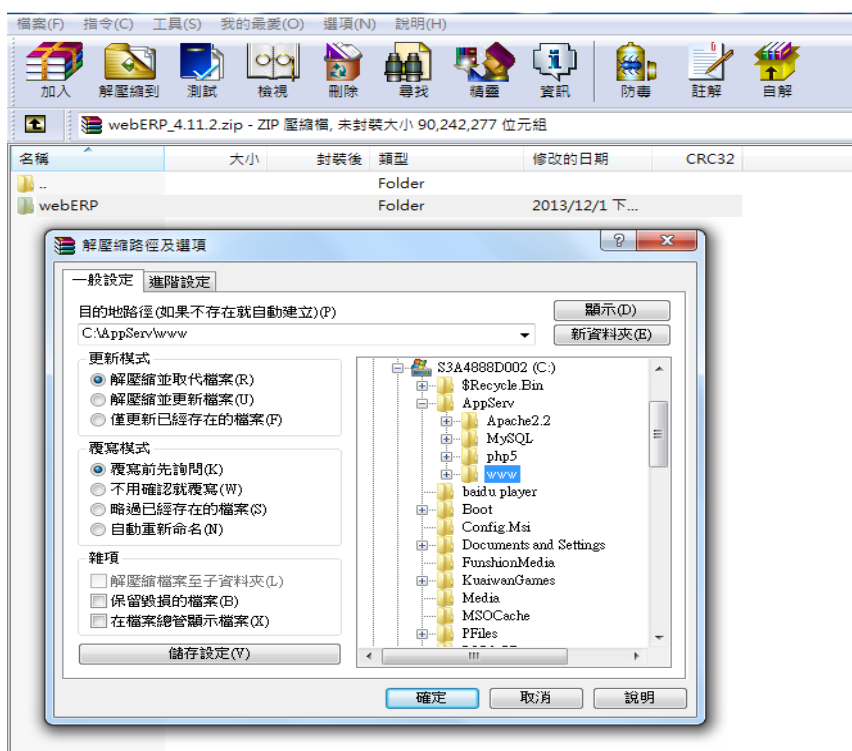 檔案(F) 指令(C) 工具(S) 我的最愛(O) 選項(N) 說明(H)
加入 解壓縮到 測試 檢視 刪除 尋找 精靈 資訊 防毒 註解 自解
webERP_4.11.2.zip - ZIP 壓縮檔, 未封裝大小 90,242,277 位元組
名稱 大小 封裝後 類型 修改的日期 CRC32
.. Folder
webERP Folder 2013/12/1 下...
解壓縮路徑及選項
一般設定 進階設定
目的地路徑(如果不存在就自動建立)(P)
顯示(D)
C:\AppServ\www
新資料夾(E)
更新模式
解壓縮並取代檔案(R)
解壓縮並更新檔案(U)
僅更新已經存在的檔案(F)
覆寫模式
覆寫前先詢問(K)
不用確認就覆寫(W)
略過已經存在的檔案(S)
自動重新命名(N)
雜項
解壓縮檔案至子資料夾(L)
保留毀損的檔案(B)
在檔案總管顯示檔案(X)
儲存設定(V)
S3A4888D002 (C:)
$Recycle.Bin
AppServ
Apache2.2
MySQL
php5
www
baidu player
Boot
Config.Msi
Documents and Settings
FunshionMedia
KuaiwanGames
Media
MSOCache
PFiles
確定 取消 說明